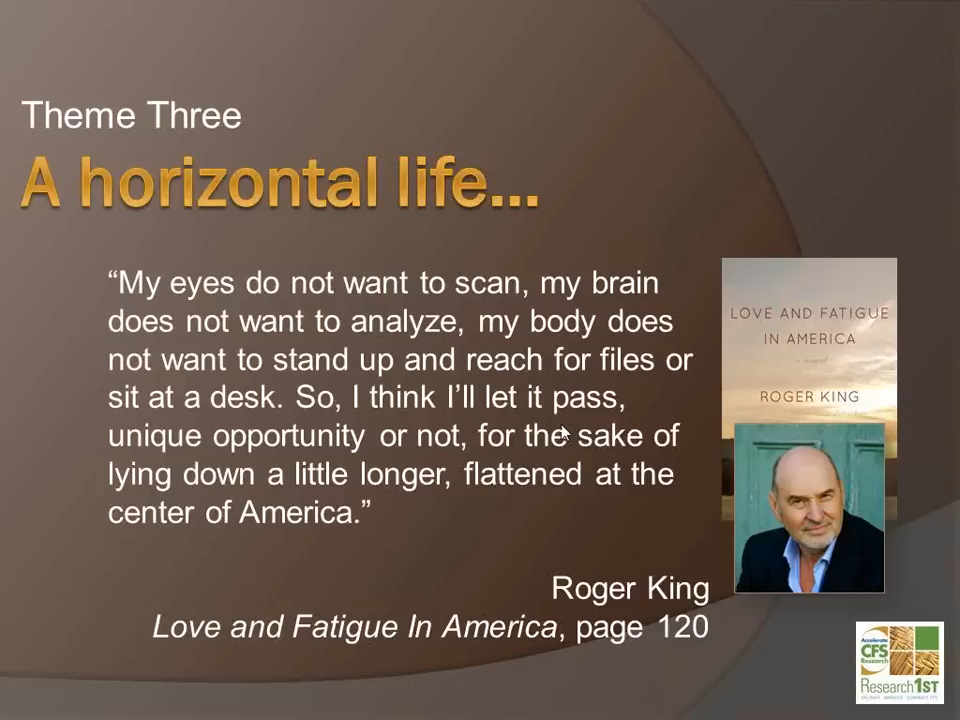 Theme Three
A horizontal life...
“My eyes do not want to scan, my brain
does not want to analyze, my body does
not want to stand up and reach for files or
sit at a desk. So, I think I’ll let it pass,
unique opportunity or not, for the sake of
lying down a little longer, flattened at the
center of America.”
Roger King
Love and Fatigue In America, page 120
LOVE AND FATIGUE
IN AMERICA
a novel
ROGER KING
Accelerate
CFS
Research
Research1ST